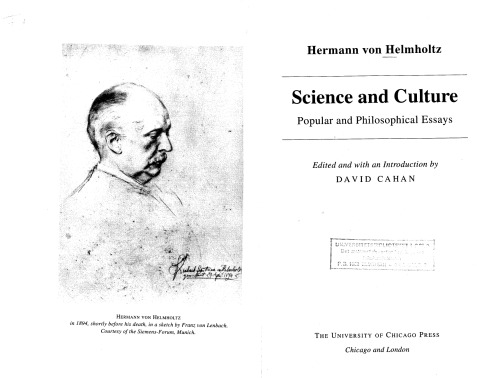 HERMANN VON HELMHOLTZ
in 1894, shortly before his death, in a sketch by Franz von Lenbach.
Courtesy of the Siemens-Forum, Munich.
Hermann von Helmholtz
Science and Culture
Popular and Philosophical Essays
Edited and with an Introduction by
DAVID CAHAN
THE UNIVERSITY OF CHICAGO PRESS
Chicago and London